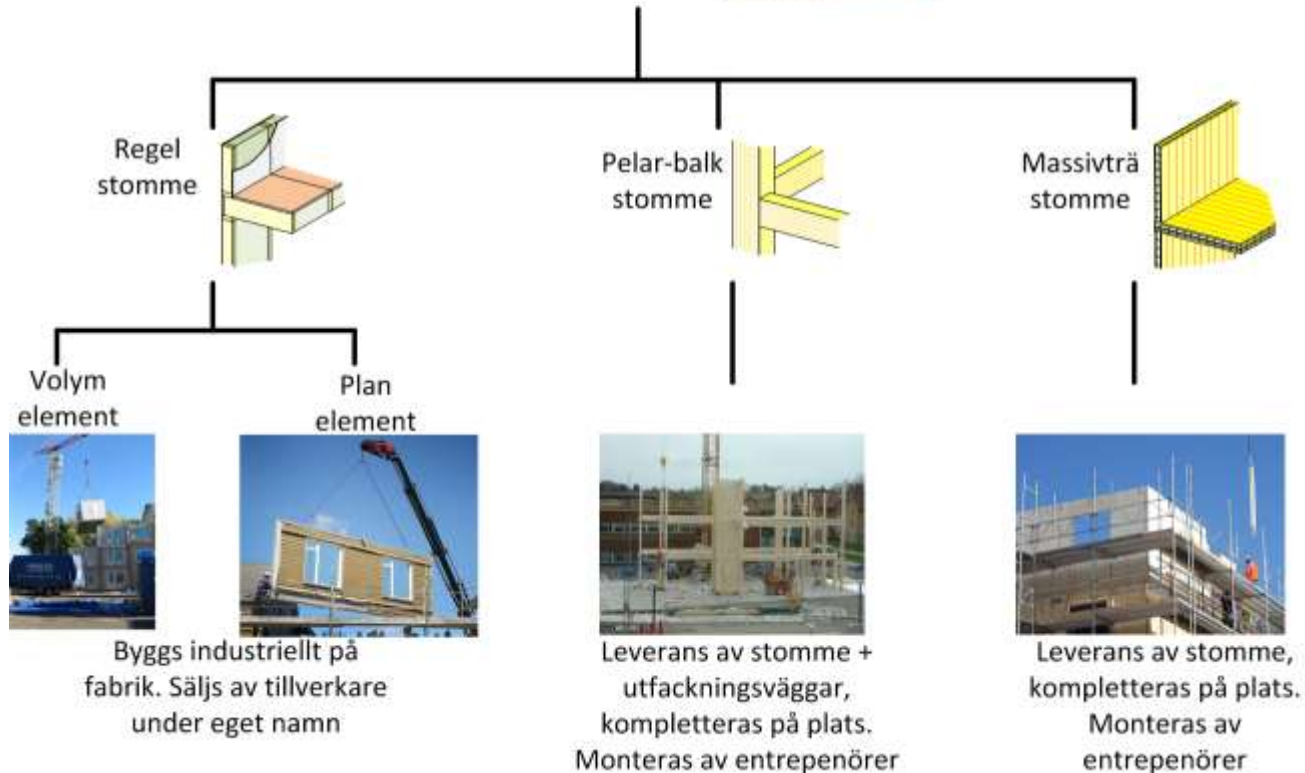 Regel
stomme
Pelar-balk
stomme
Massivträ
stomme
Volym
element
Plan
element
Byggs industriellt på
fabrik. Säljs av tillverkare
under eget namn
Leverans av stomme +
utfackningsväggar,
kompletteras på plats.
Monteras av entrepenörer
Leverans av stomme,
kompletteras på plats.
Monteras av
entrepenörer